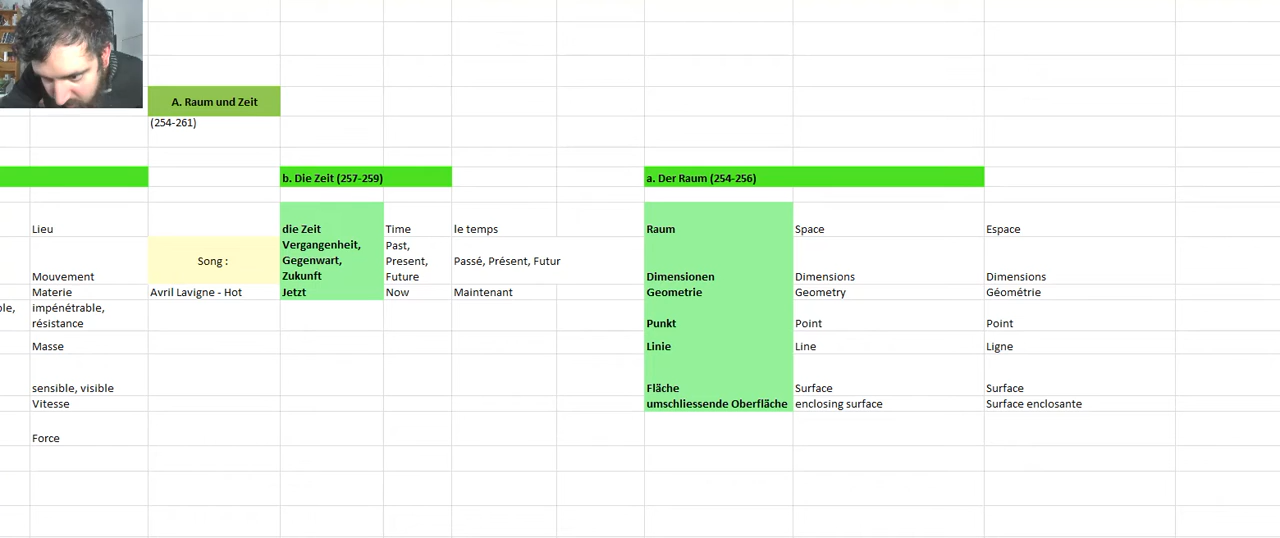 A. Raum und Zeit
(254-261)
b. Die Zeit (257-259)
a. Der Raum (254-256)
Lieu
die Zeit
Time
le temps
Raum
Space
Espace
Mouvement
Song :
Vergangenheit,
Gegenwart,
Zukunft
Past,
Present,
Future
Passé, Présent, Futur
Dimensionen
Dimensions
Dimensions
Materie
Avril Lavigne - Hot
Jetzt
Now
Maintenant
Geometrie
Geometry
Géométrie
impénétrable,
résistance
Punkt
Point
Point
Masse
Linie
Line
Ligne
sensible, visible
Fläche
Surface
Surface
Vitesse
umschliessende Oberfläche
enclosing surface
Surface enclosante
Force